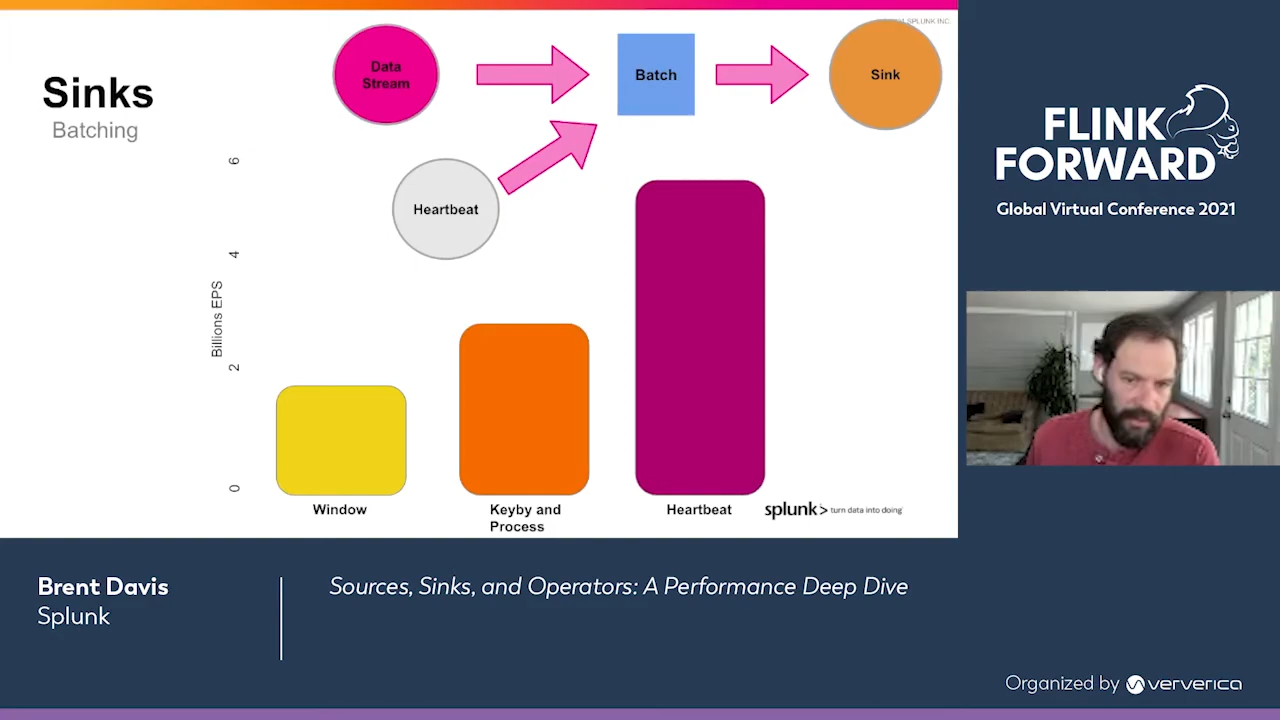 SPLUNK INC.
Sinks
Batching
Data
Stream
Batch
Sink
Heartbeat
6
4
2
0
Billions EPS
Window
Keyby and
Process
Heartbeat
splunk> turn data into doing
FLINK
FORWARD
Global Virtual Conference 2021
Brent Davis
Splunk
Sources, Sinks, and Operators: A Performance Deep Dive
Organized by ververica